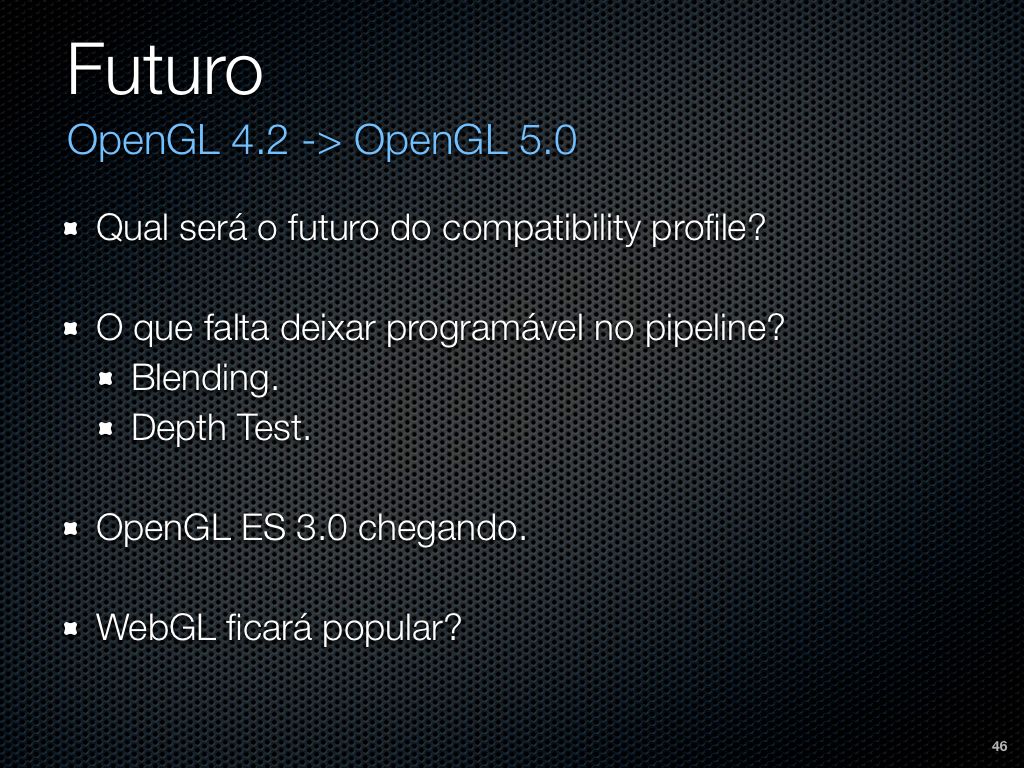 Futuro
OpenGL 4.2 -> OpenGL 5.0
Qual será o futuro do compatibility profile?
O que falta deixar programável no pipeline?
Blending.
Depth Test.
OpenGL ES 3.0 chegando.
WebGL ficará popular?
46